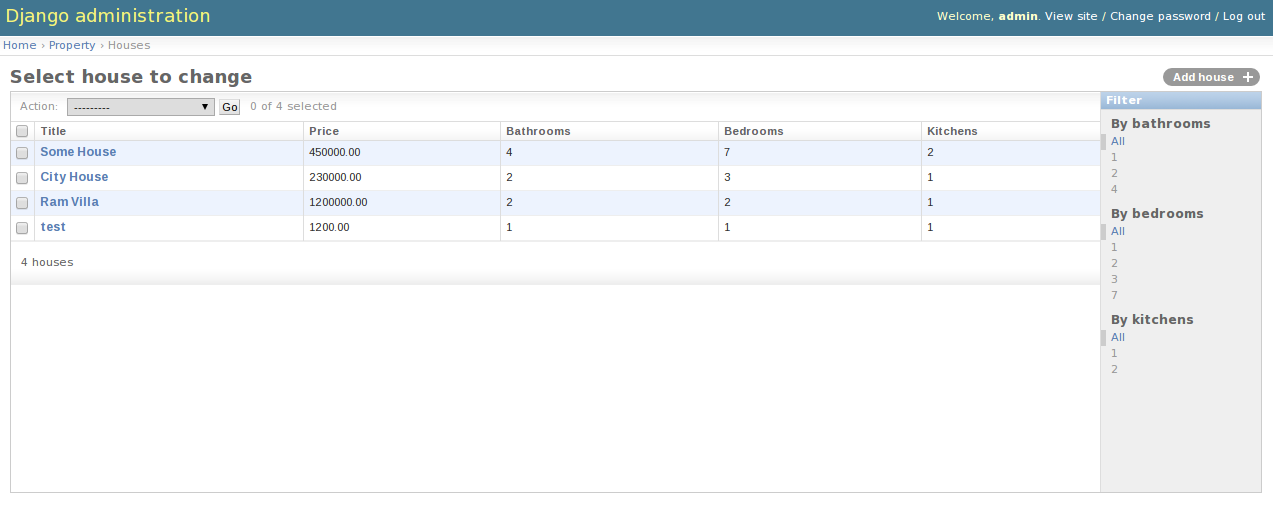 Django administration
Welcome, admin. View site / Change password / Log out
Home › Property › Houses
Select house to change
Add house +
Action: --------- Go 0 of 4 selected
Title Price Bathrooms Bedrooms Kitchens
Some House 450000.00 4 7 2
City House 230000.00 2 3 1
Ram Villa 1200000.00 2 2 1
test 1200.00 1 1 1
4 houses
Filter
By bathrooms
All
1
2
4
By bedrooms
All
1
2
3
7
By kitchens
All
1
2